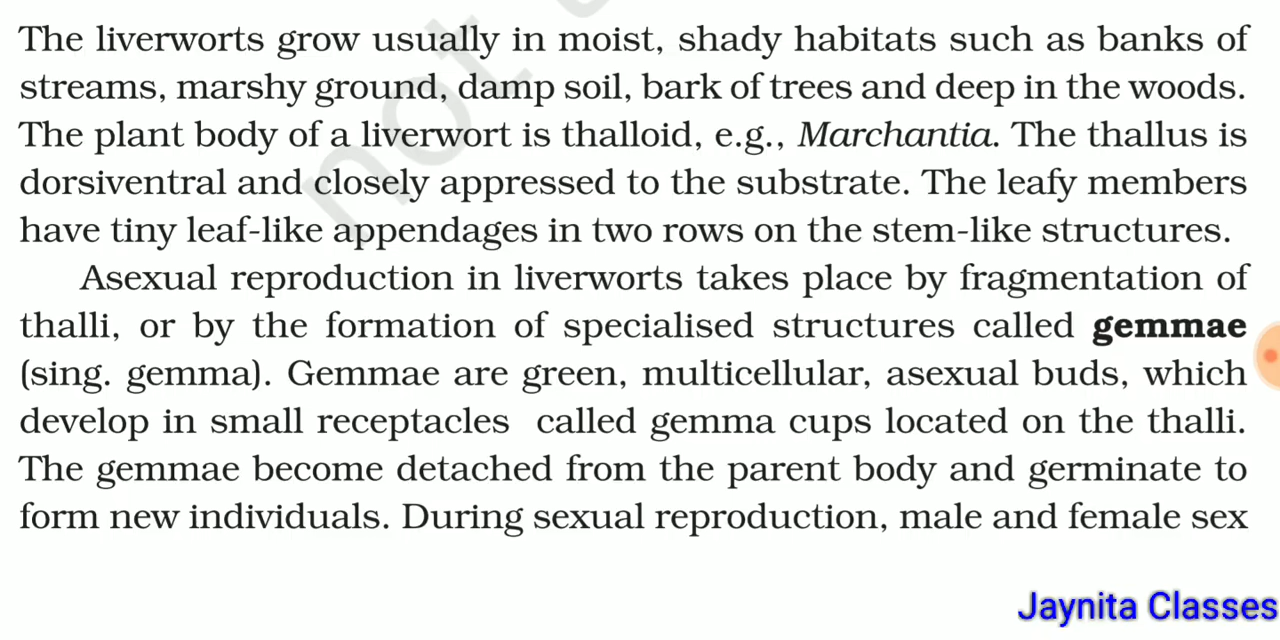 The liverworts grow usually in moist, shady habitats such as banks of
streams, marshy ground, damp soil, bark of trees and deep in the woods.
The plant body of a liverwort is thalloid, e.g., Marchantia. The thallus is
dorsiventral and closely appressed to the substrate. The leafy members
have tiny leaf-like appendages in two rows on the stem-like structures.
Asexual reproduction in liverworts takes place by fragmentation of
thalli, or by the formation of specialised structures called gemmae
(sing. gemma). Gemmae are green, multicellular, asexual buds, which
develop in small receptacles called gemma cups located on the thalli.
The gemmae become detached from the parent body and germinate to
form new individuals. During sexual reproduction, male and female sex
not
Jaynita Classes